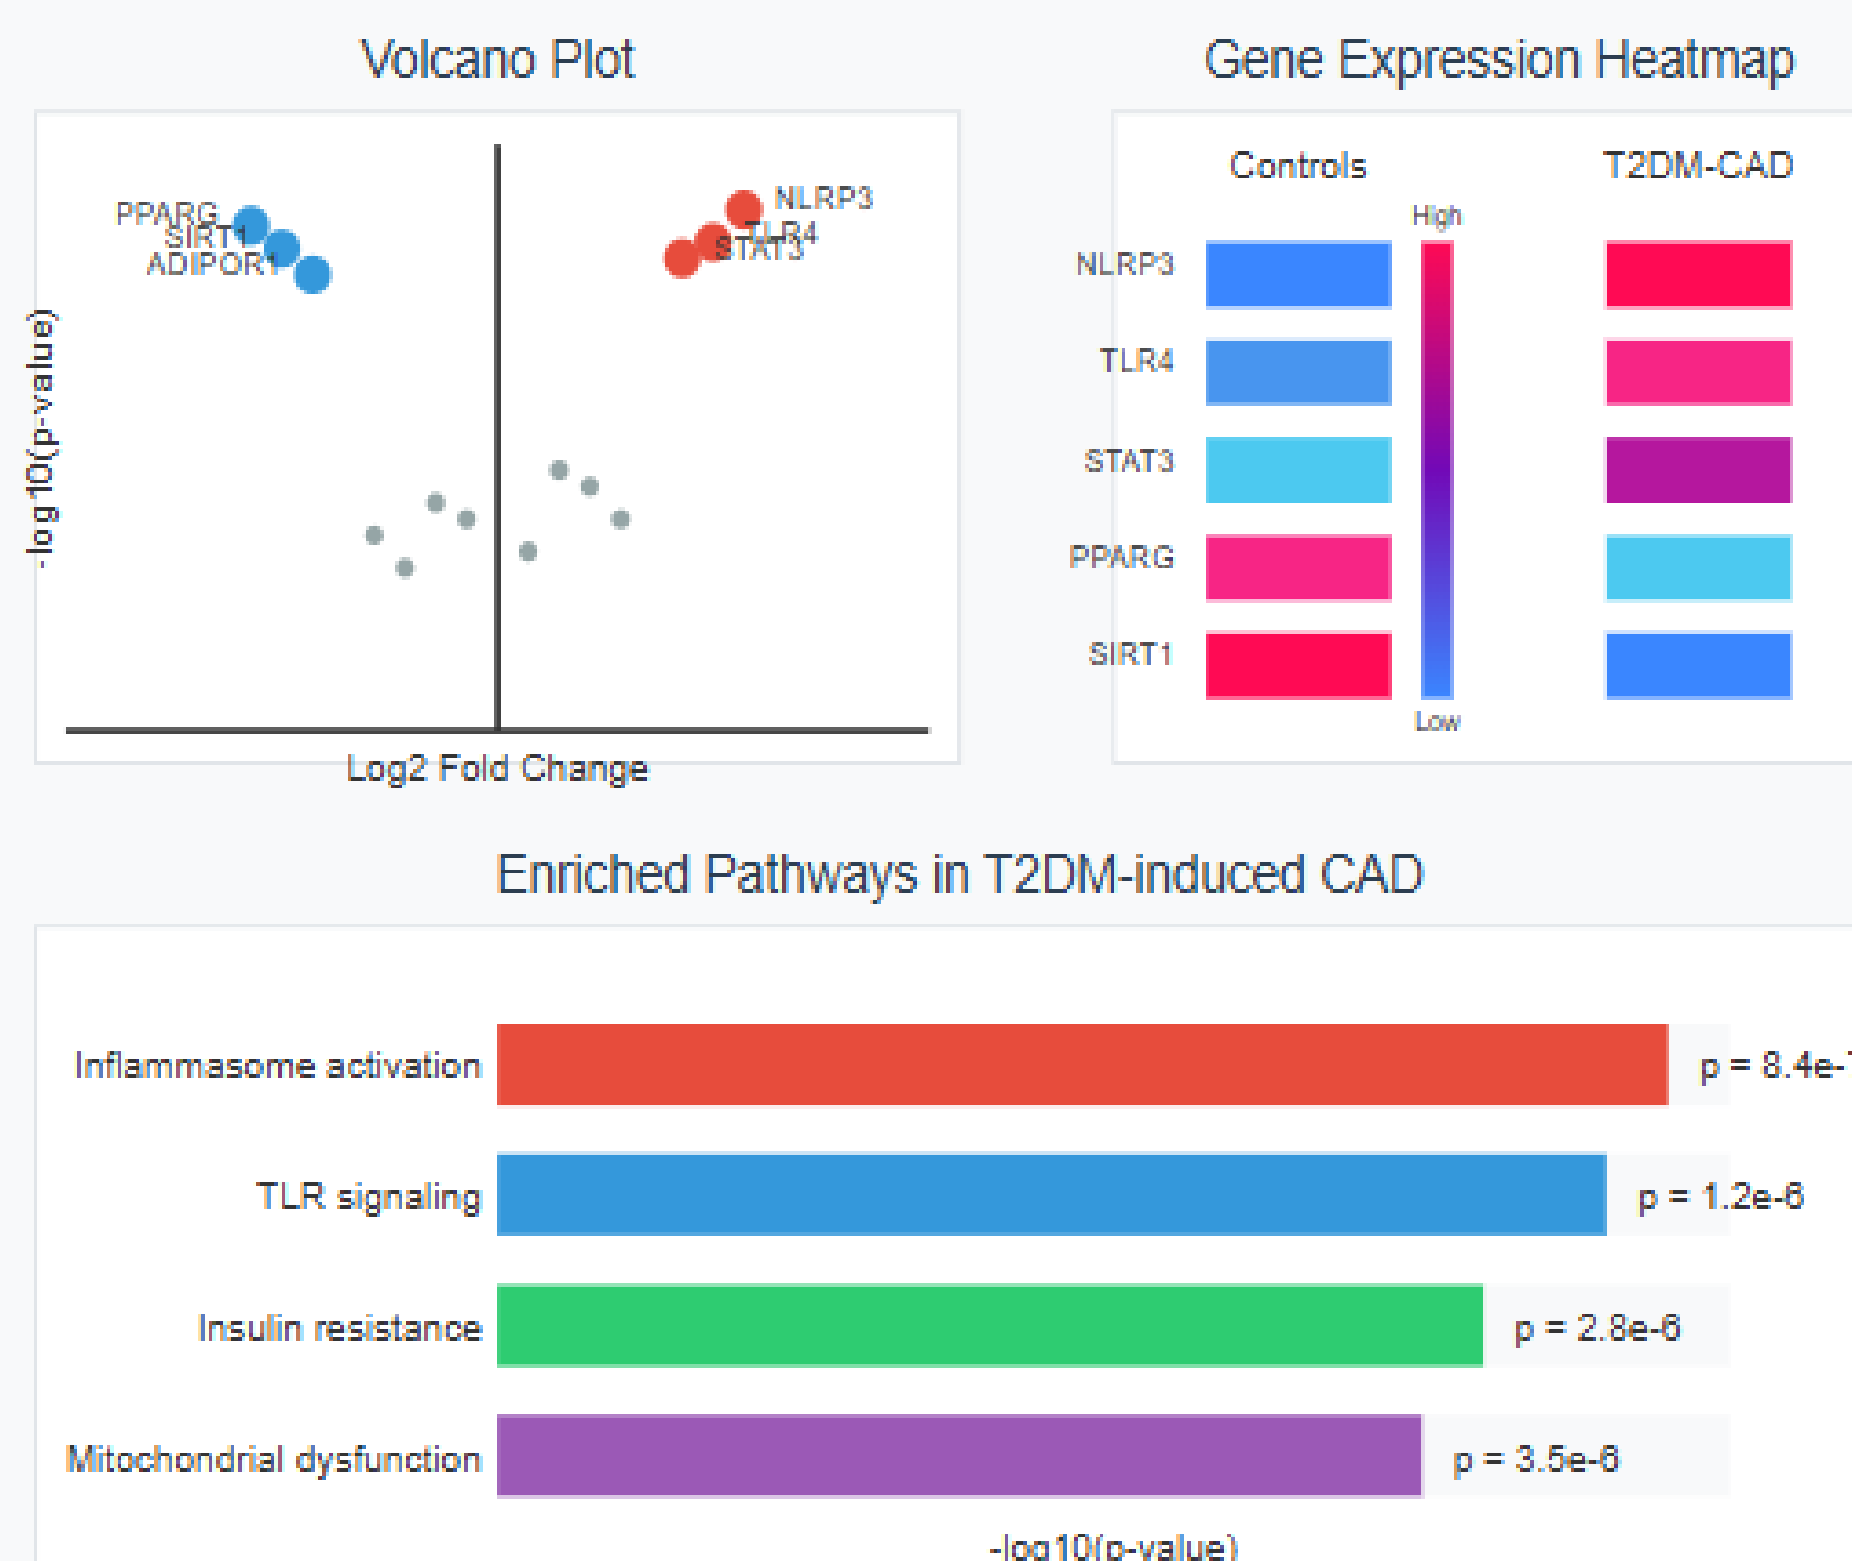 Volcano Plot
PPARG
SIRT1
ADIPOR1
NLRP3
TLR4
STAT3
-log10(p-value)
Log2 Fold Change
Gene Expression Heatmap
Controls
T2DM-CAD
High
NLRP3
TLR4
STAT3
PPARG
SIRT1
Low
Enriched Pathways in T2DM-induced CAD
Inflammasome activation
p = 8.4e-
TLR signaling
p = 1.2e-6
Insulin resistance
p = 2.8e-6
Mitochondrial dysfunction
p = 3.5e-6
-log10(p-value)